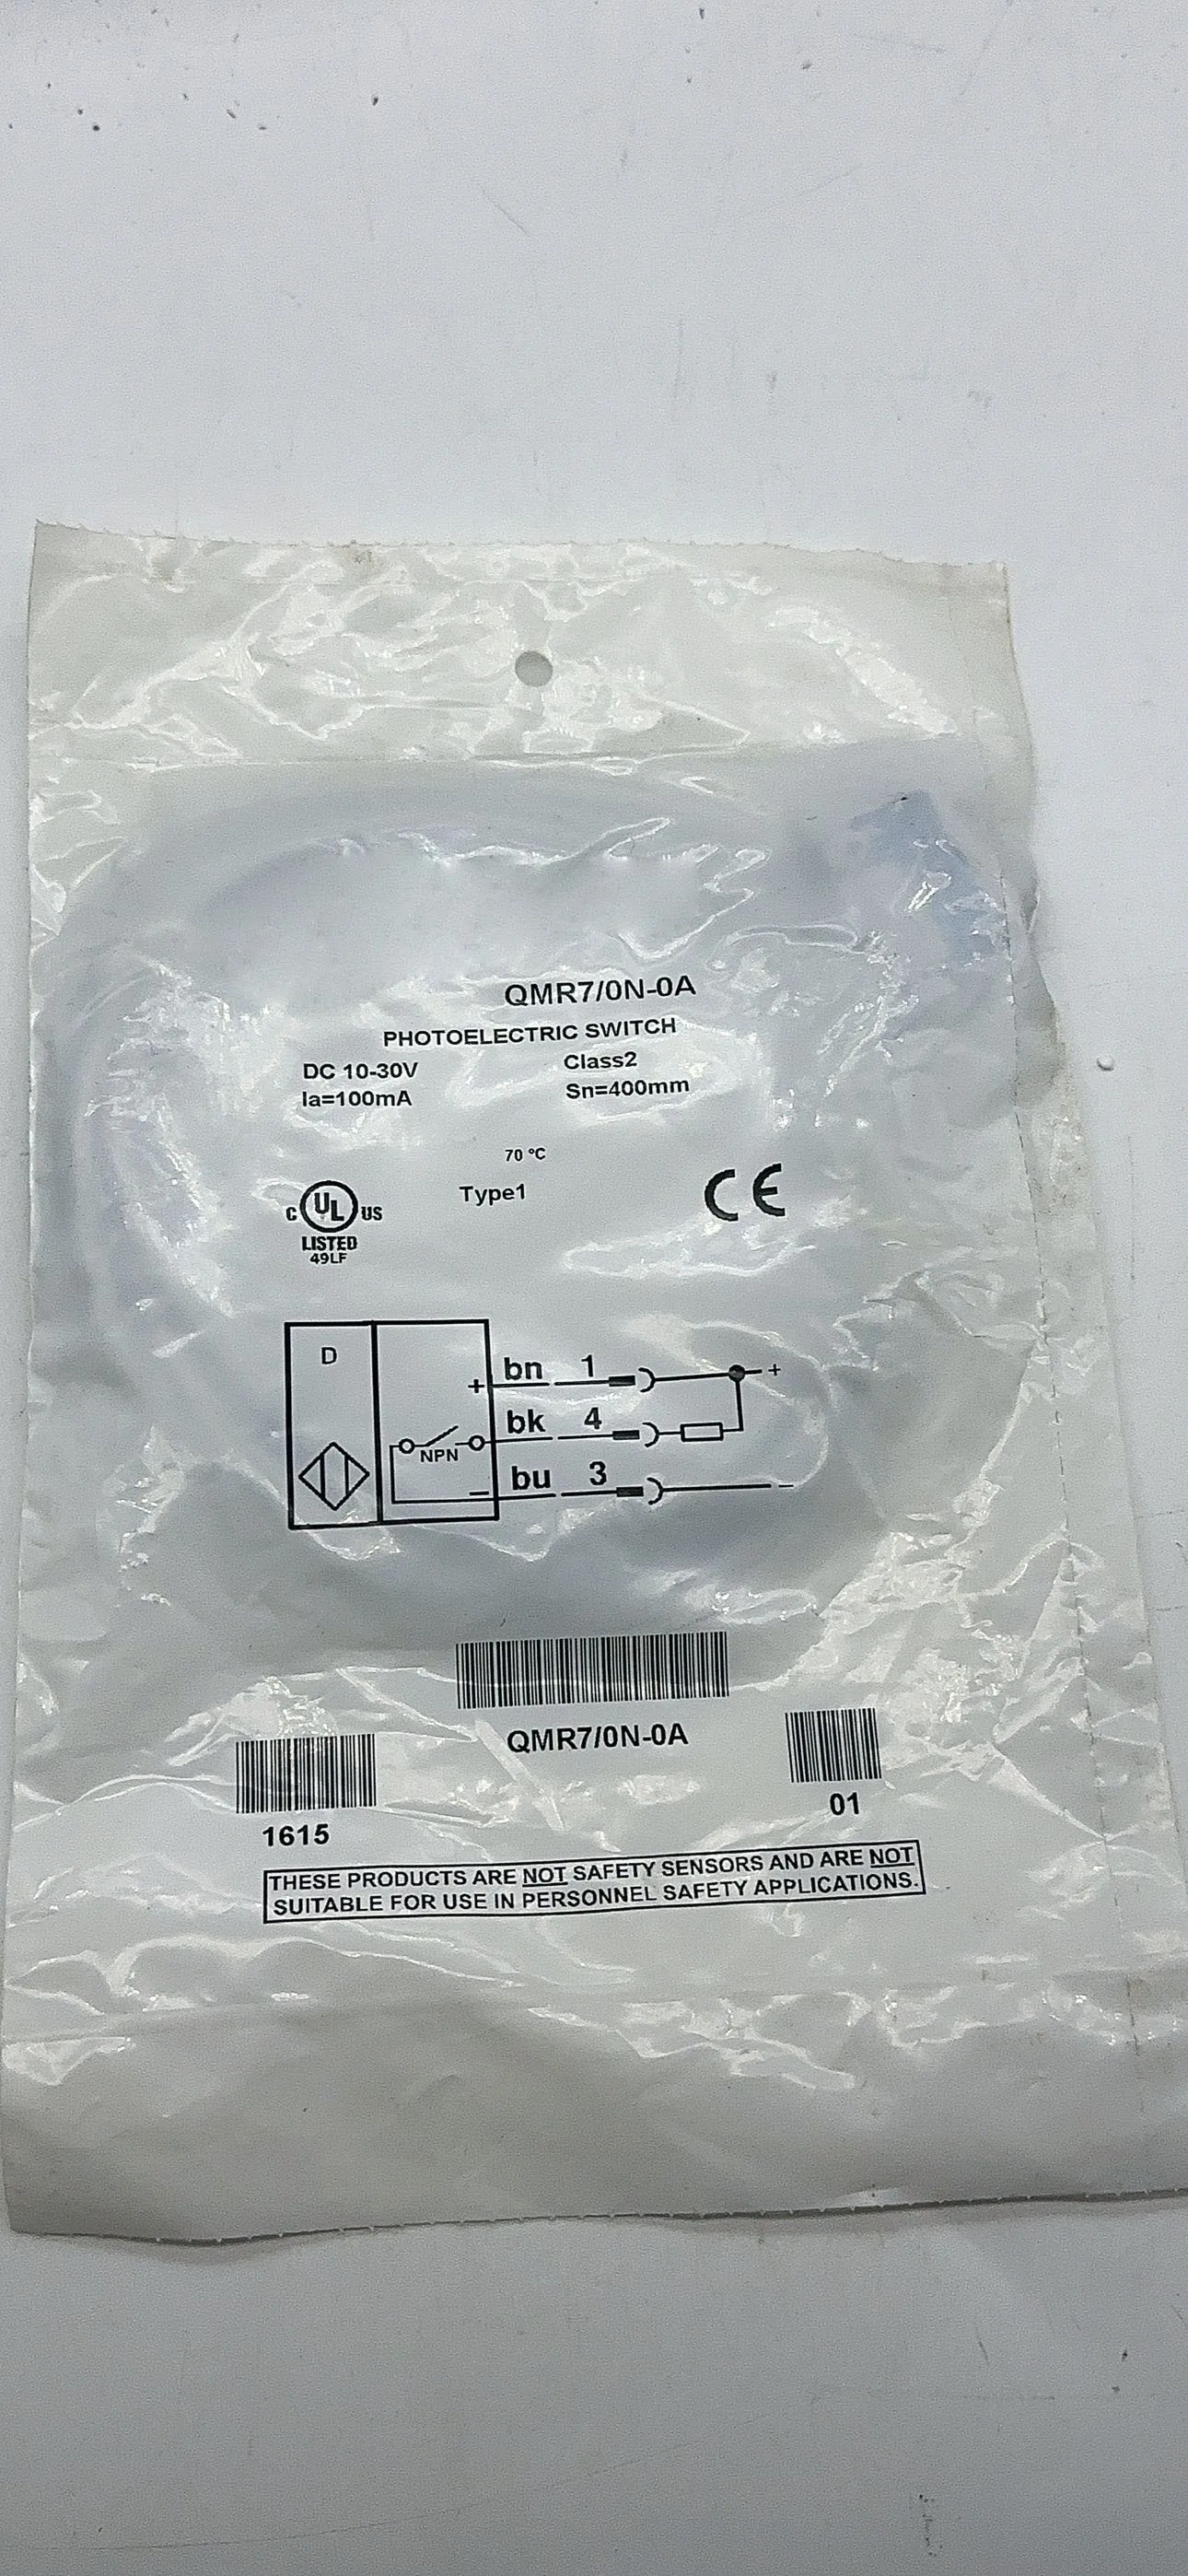 QMR7/0N-0A
PHOTOELECTRIC SWITCH
DC 10-30V Class2
Ia=100mA Sn=400mm
70 °C
Type1
C UL US
LISTED
49LF
CE
D
+ bn 1 +
bk 4
NPN
- bu 3 -
QMR7/0N-0A
1615
01
THESE PRODUCTS ARE NOT SAFETY SENSORS AND ARE NOT
SUITABLE FOR USE IN PERSONNEL SAFETY APPLICATIONS.